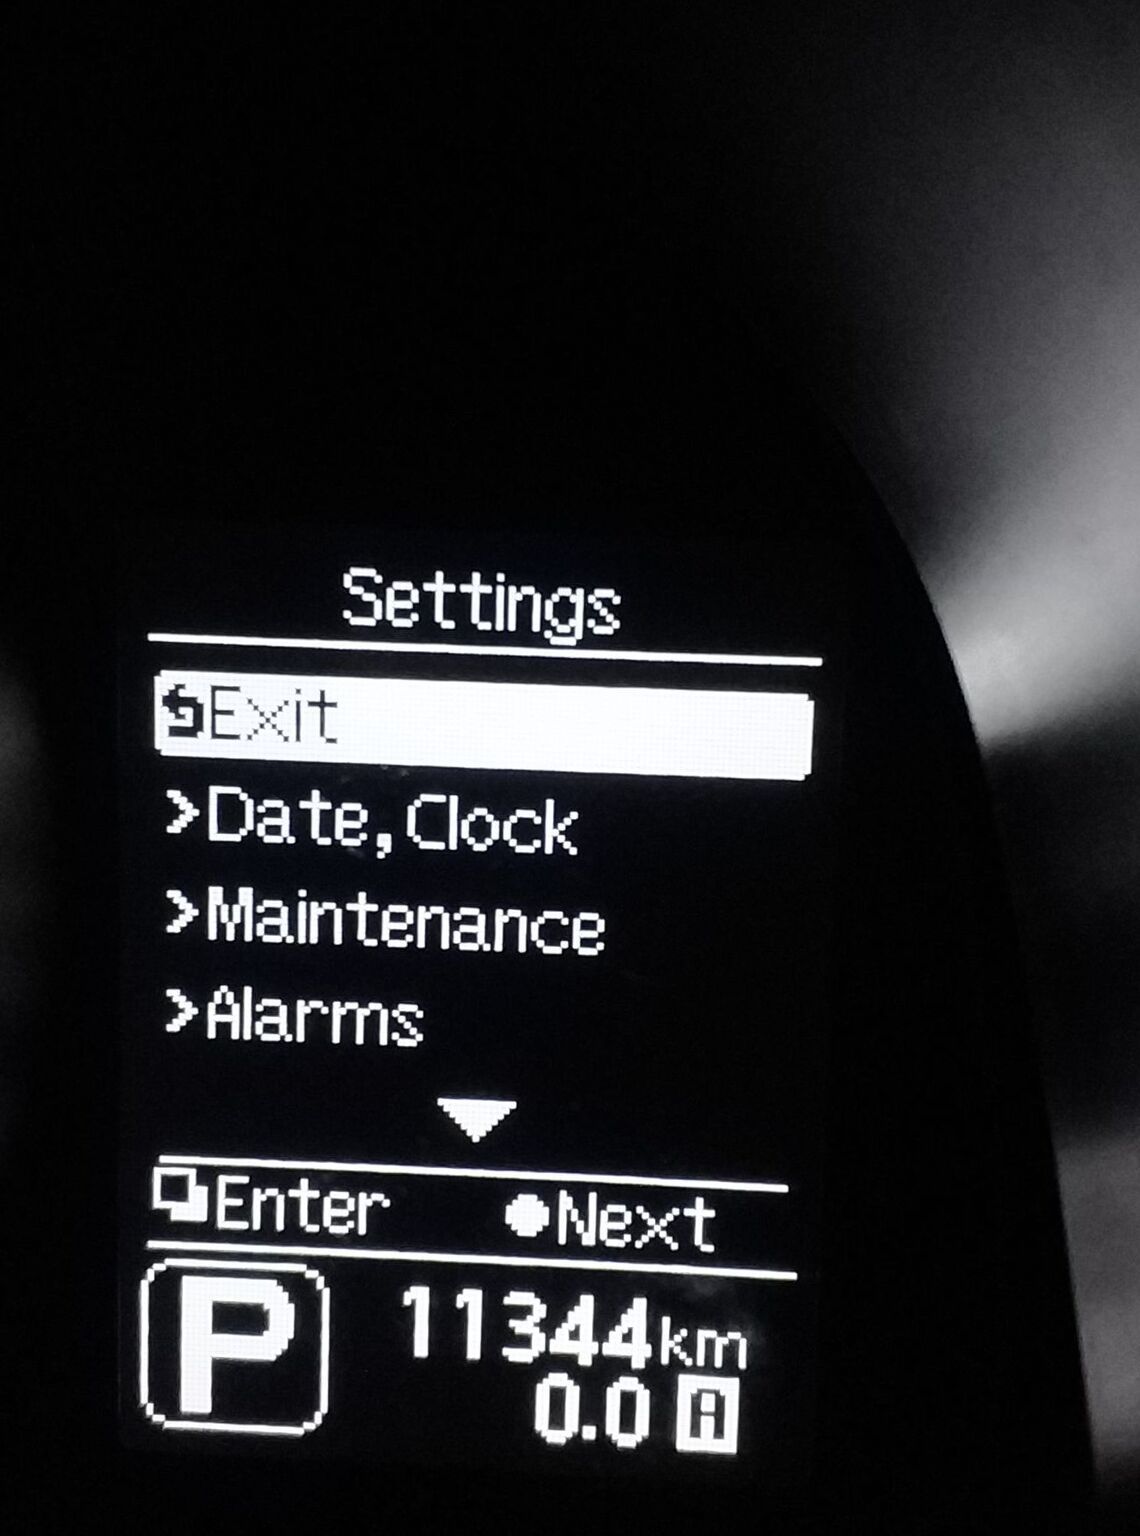 Settings
Exit
>Date,Clock
>Maintenance
>Alarms
Enter Next
P 11344km
0.0 A